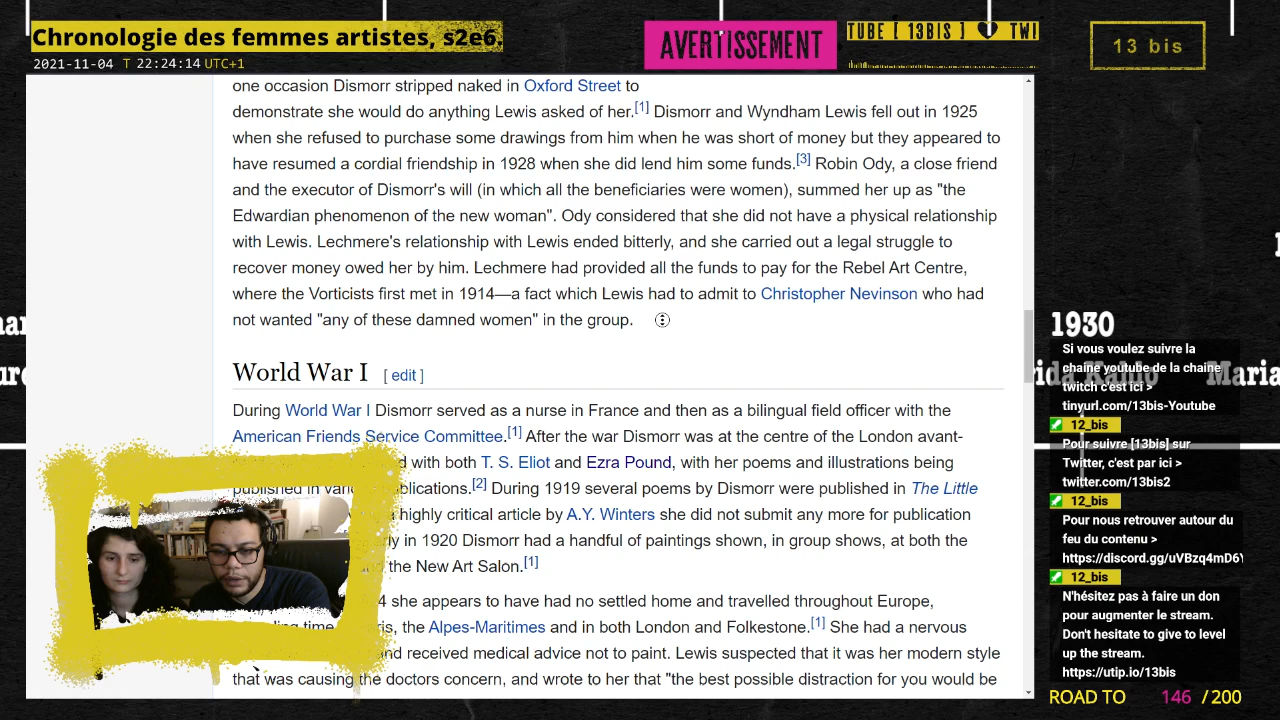 Chronologie des femmes artistes, s2e6
2021-11-04 T 22:24:14 UTC+1
AVERTISSEMENT
TUBE [ 13BIS ] TWI
13 bis
one occasion Dismorr stripped naked in Oxford Street to
demonstrate she would do anything Lewis asked of her.[1] Dismorr and Wyndham Lewis fell out in 1925
when she refused to purchase some drawings from him when he was short of money but they appeared to
have resumed a cordial friendship in 1928 when she did lend him some funds.[3] Robin Ody, a close friend
and the executor of Dismorr's will (in which all the beneficiaries were women), summed her up as "the
Edwardian phenomenon of the new woman". Ody considered that she did not have a physical relationship
with Lewis. Lechmere's relationship with Lewis ended bitterly, and she carried out a legal struggle to
recover money owed her by him. Lechmere had provided all the funds to pay for the Rebel Art Centre,
where the Vorticists first met in 1914—a fact which Lewis had to admit to Christopher Nevinson who had
not wanted "any of these damned women" in the group.
World War I [ edit ]
During World War I Dismorr served as a nurse in France and then as a bilingual field officer with the
American Friends Service Committee.[1] After the war Dismorr was at the centre of the London avant-
with both T. S. Eliot and Ezra Pound, with her poems and illustrations being
published in blications.[2] During 1919 several poems by Dismorr were published in The Little
highly critical article by A.Y. Winters she did not submit any more for publication
in 1920 Dismorr had a handful of paintings shown, in group shows, at both the
the New Art Salon.[1]
4 she appears to have had no settled home and travelled throughout Europe,
the Alpes-Maritimes and in both London and Folkestone.[1] She had a nervous
and received medical advice not to paint. Lewis suspected that it was her modern style
that was causing the doctors concern, and wrote to her that "the best possible distraction for you would be
1930
Si vous voulez suivre la
chaine youtube de la chaine
twitch c'est ici >
tinyurl.com/13bis-Youtube
12_bis
Pour suivre [13bis] sur
Twitter, c'est par ici >
twitter.com/13bis2
12_bis
Pour nous retrouver autour du
feu du contenu >
https://discord.gg/uVBzq4mD6Y
12_bis
N'hésitez pas à faire un don
pour augmenter le stream.
Don't hesitate to give to level
up the stream.
https://utip.io/13bis
ROAD TO 146 / 200